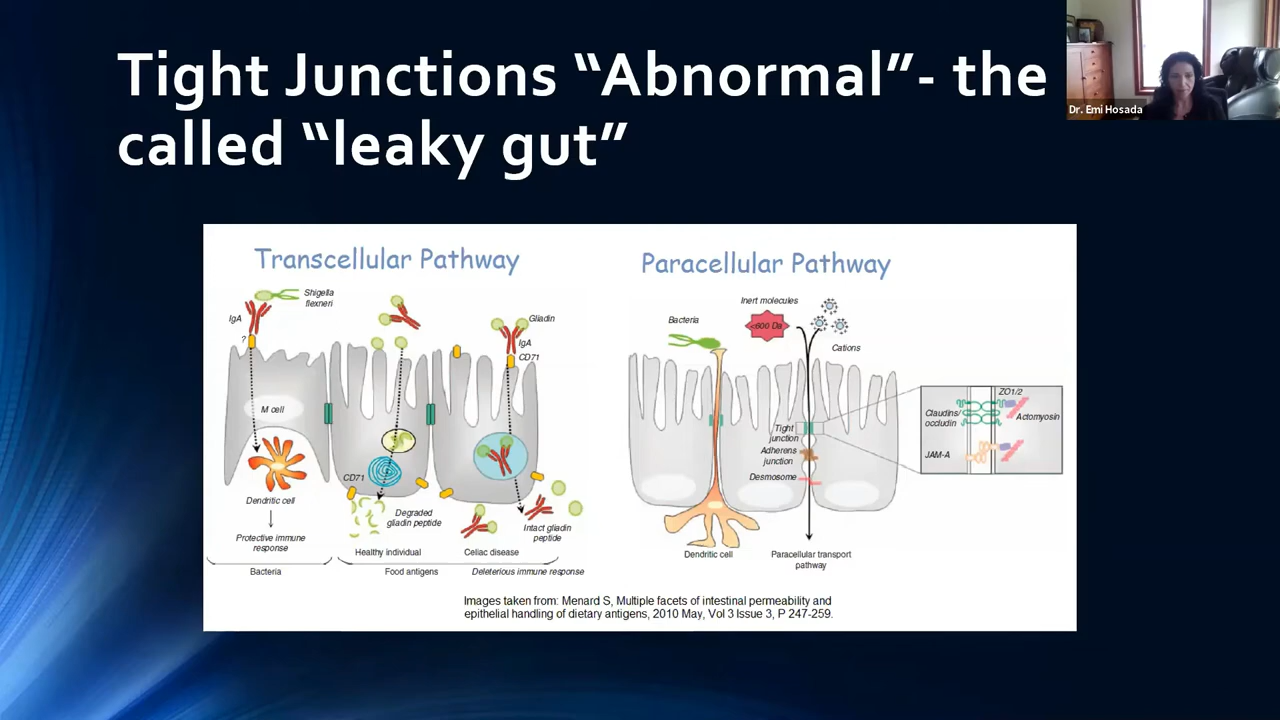 Tight Junctions “Abnormal”- the
called “leaky gut”
Dr. Emi Hosada
Transcellular Pathway
Shigella
flexneri
IgA
?
Gliadin
IgA
CD71
M cell
CD71
Dendritic cell
Degraded
gliadin peptide
Intact gliadin
peptide
Protective immune
response
Healthy individual
Celiac disease
Bacteria
Food antigens
Deleterious immune response
Paracellular Pathway
Inert molecules
Bacteria
<600 Da
Cations
Tight
junction
Adherens
junction
Desmosome
ZO1/2
Claudins/
occludin
Actomyosin
JAM-A
Dendritic cell
Paracellular transport
pathway
Images taken from: Menard S, Multiple facets of intestinal permeability and
epithelial handling of dietary antigens, 2010 May, Vol 3 Issue 3, P 247-259.